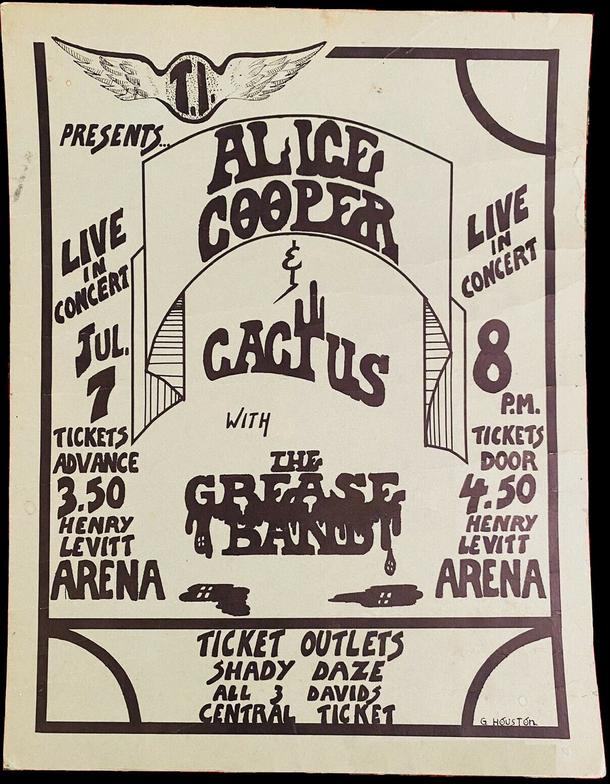 T.I.
PRESENTS...
ALICE
COOPER
&
CACTUS
WITH
THE
GREASE
BAND
LIVE
IN
CONCERT
JUL.
7
TICKETS
ADVANCE
3.50
HENRY
LEVITT
ARENA
LIVE
IN
CONCERT
8
P.M.
TICKETS
DOOR
4.50
HENRY
LEVITT
ARENA
TICKET OUTLETS
SHADY DAZE
ALL 3 DAVIDS
CENTRAL TICKET
G HOUSTON